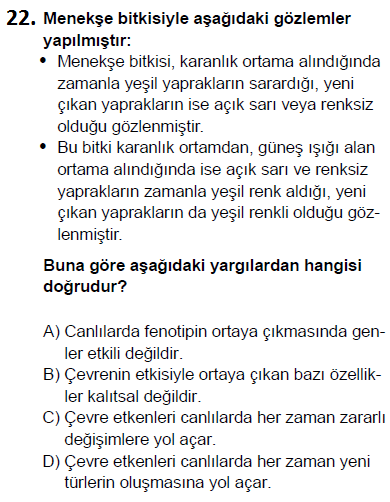 22. Menekşe bitkisiyle aşağıdaki gözlemler
yapılmıştır:
• Menekşe bitkisi, karanlık ortama alındığında
zamanla yeşil yaprakların sarardığı, yeni
çıkan yaprakların ise açık sarı veya renksiz
olduğu gözlenmiştir.
• Bu bitki karanlık ortamdan, güneş ışığı alan
ortama alındığında ise açık sarı ve renksiz
yaprakların zamanla yeşil renk aldığı, yeni
çıkan yaprakların da yeşil renkli olduğu göz-
lenmiştir.
Buna göre aşağıdaki yargılardan hangisi
doğrudur?
A) Canlılarda fenotipin ortaya çıkmasında gen-
ler etkili değildir.
B) Çevrenin etkisiyle ortaya çıkan bazı özellik-
ler kalıtsal değildir.
C) Çevre etkenleri canlılarda her zaman zararlı
değişimlere yol açar.
D) Çevre etkenleri canlılarda her zaman yeni
türlerin oluşmasına yol açar.